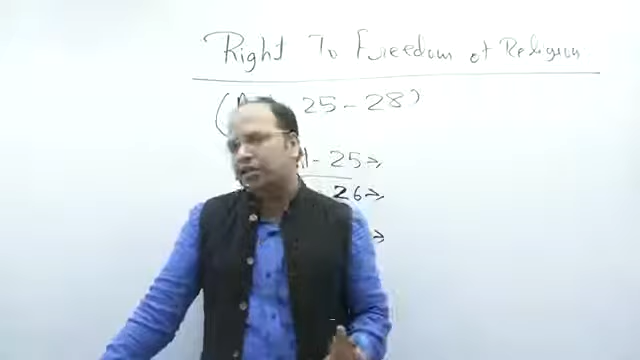 Right To Freedom of Religion
25-28)
- 25→
26→
→